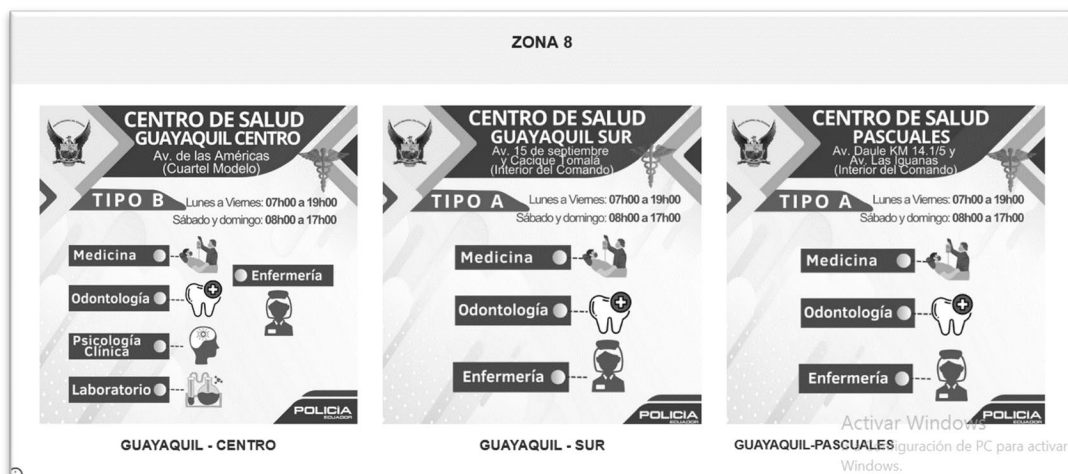 ZONA 8
CENTRO DE SALUD
GUAYAQUIL CENTRO
Av. de las Américas
(Cuartel Modelo)
TIPO B
Lunes a Viernes: 07h00 a 19h00
Sábado y domingo: 08h00 a 17h00
Medicina
Enfermería
Odontología
Psicología
Clínica
Laboratorio
POLICIA
ECUADOR
GUAYAQUIL - CENTRO
CENTRO DE SALUD
GUAYAQUIL SUR
Av. 15 de septiembre
y Cacique Tomalá
(Interior del Comando)
TIPO A
Lunes a Viernes: 07h00 a 19h00
Sábado y domingo: 08h00 a 17h00
Medicina
Odontología
Enfermería
POLICIA
ECUADOR
GUAYAQUIL - SUR
CENTRO DE SALUD
PASCUALES
Av. Daule KM 14.1/5 y
Av. Las Iguanas
(Interior del Comando)
TIPO A
Lunes a Viernes: 07h00 a 19h00
Sábado y domingo: 08h00 a 17h00
Medicina
Odontología
Enfermería
POLICIA
ECUADOR
GUAYAQUIL-PASCUALES
Activar Windows
de PC para activar
Windows.